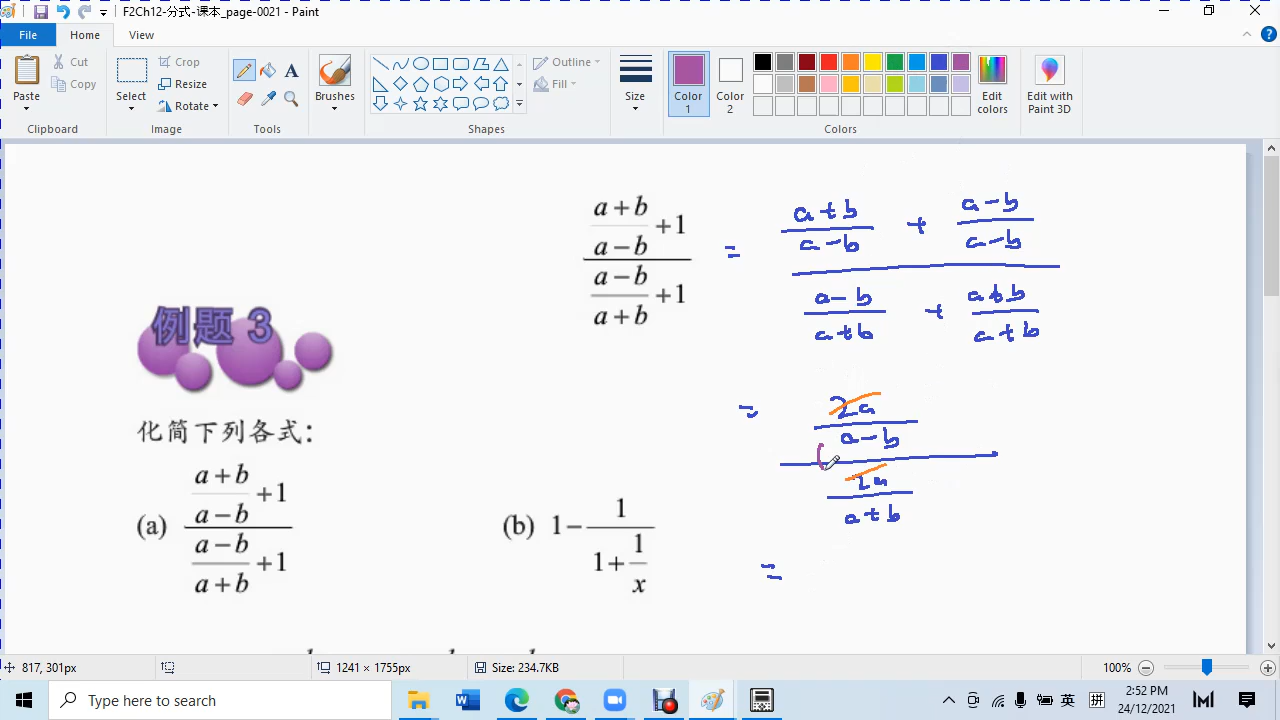 F2Ch12-分式-课本_page-0021 - Paint
File Home View
Paste Cut Copy Clipboard
Select Crop Resize Rotate Image
Tools
Brushes
Outline Fill Shapes
Size
Color 1 Color 2 Edit colors Edit with Paint 3D Colors
a+b
a−b
+1
a−b
a+b
+1
= a+b + a−b
a−b a−b
a−b + a+b
a+b a+b
= 2a
a−b
2a
a+b
=
例题 3
化简下列各式：
(a) a+b
a−b
+1
a−b
a+b
+1
(b) 1− 1
1+ 1
x
817, 301px 1241 × 1755px Size: 234.7KB 100%
Type here to search
英 拼 2:52 PM
24/12/2021